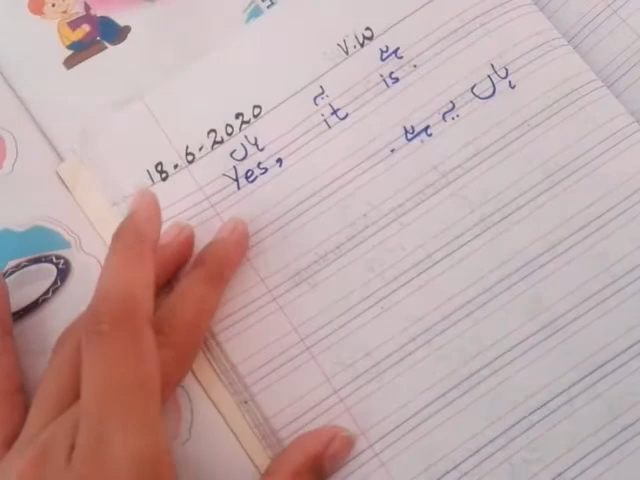 V.W
18-6-2020
ہاں یہ ہے
Yes, it is.
ہاں یہ ہے۔